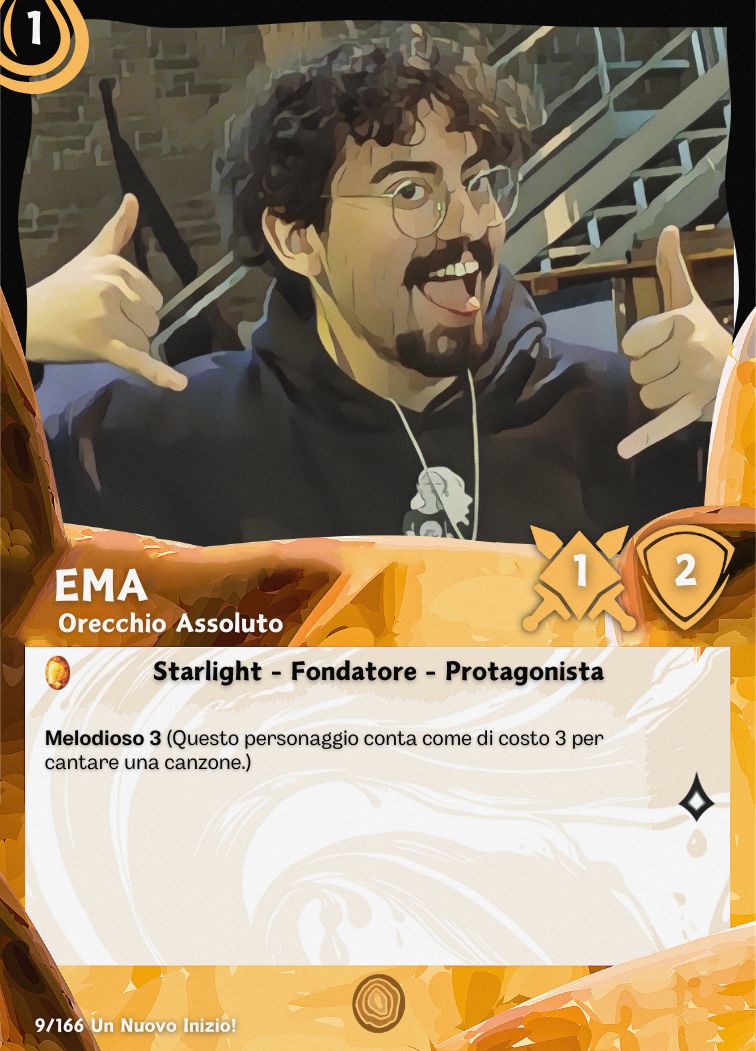 1
EMA
Orecchio Assoluto
1
2
Starlight - Fondatore - Protagonista
Melodioso 3 (Questo personaggio conta come di costo 3 per
cantare una canzone.)
9/166 Un Nuovo Inizio!